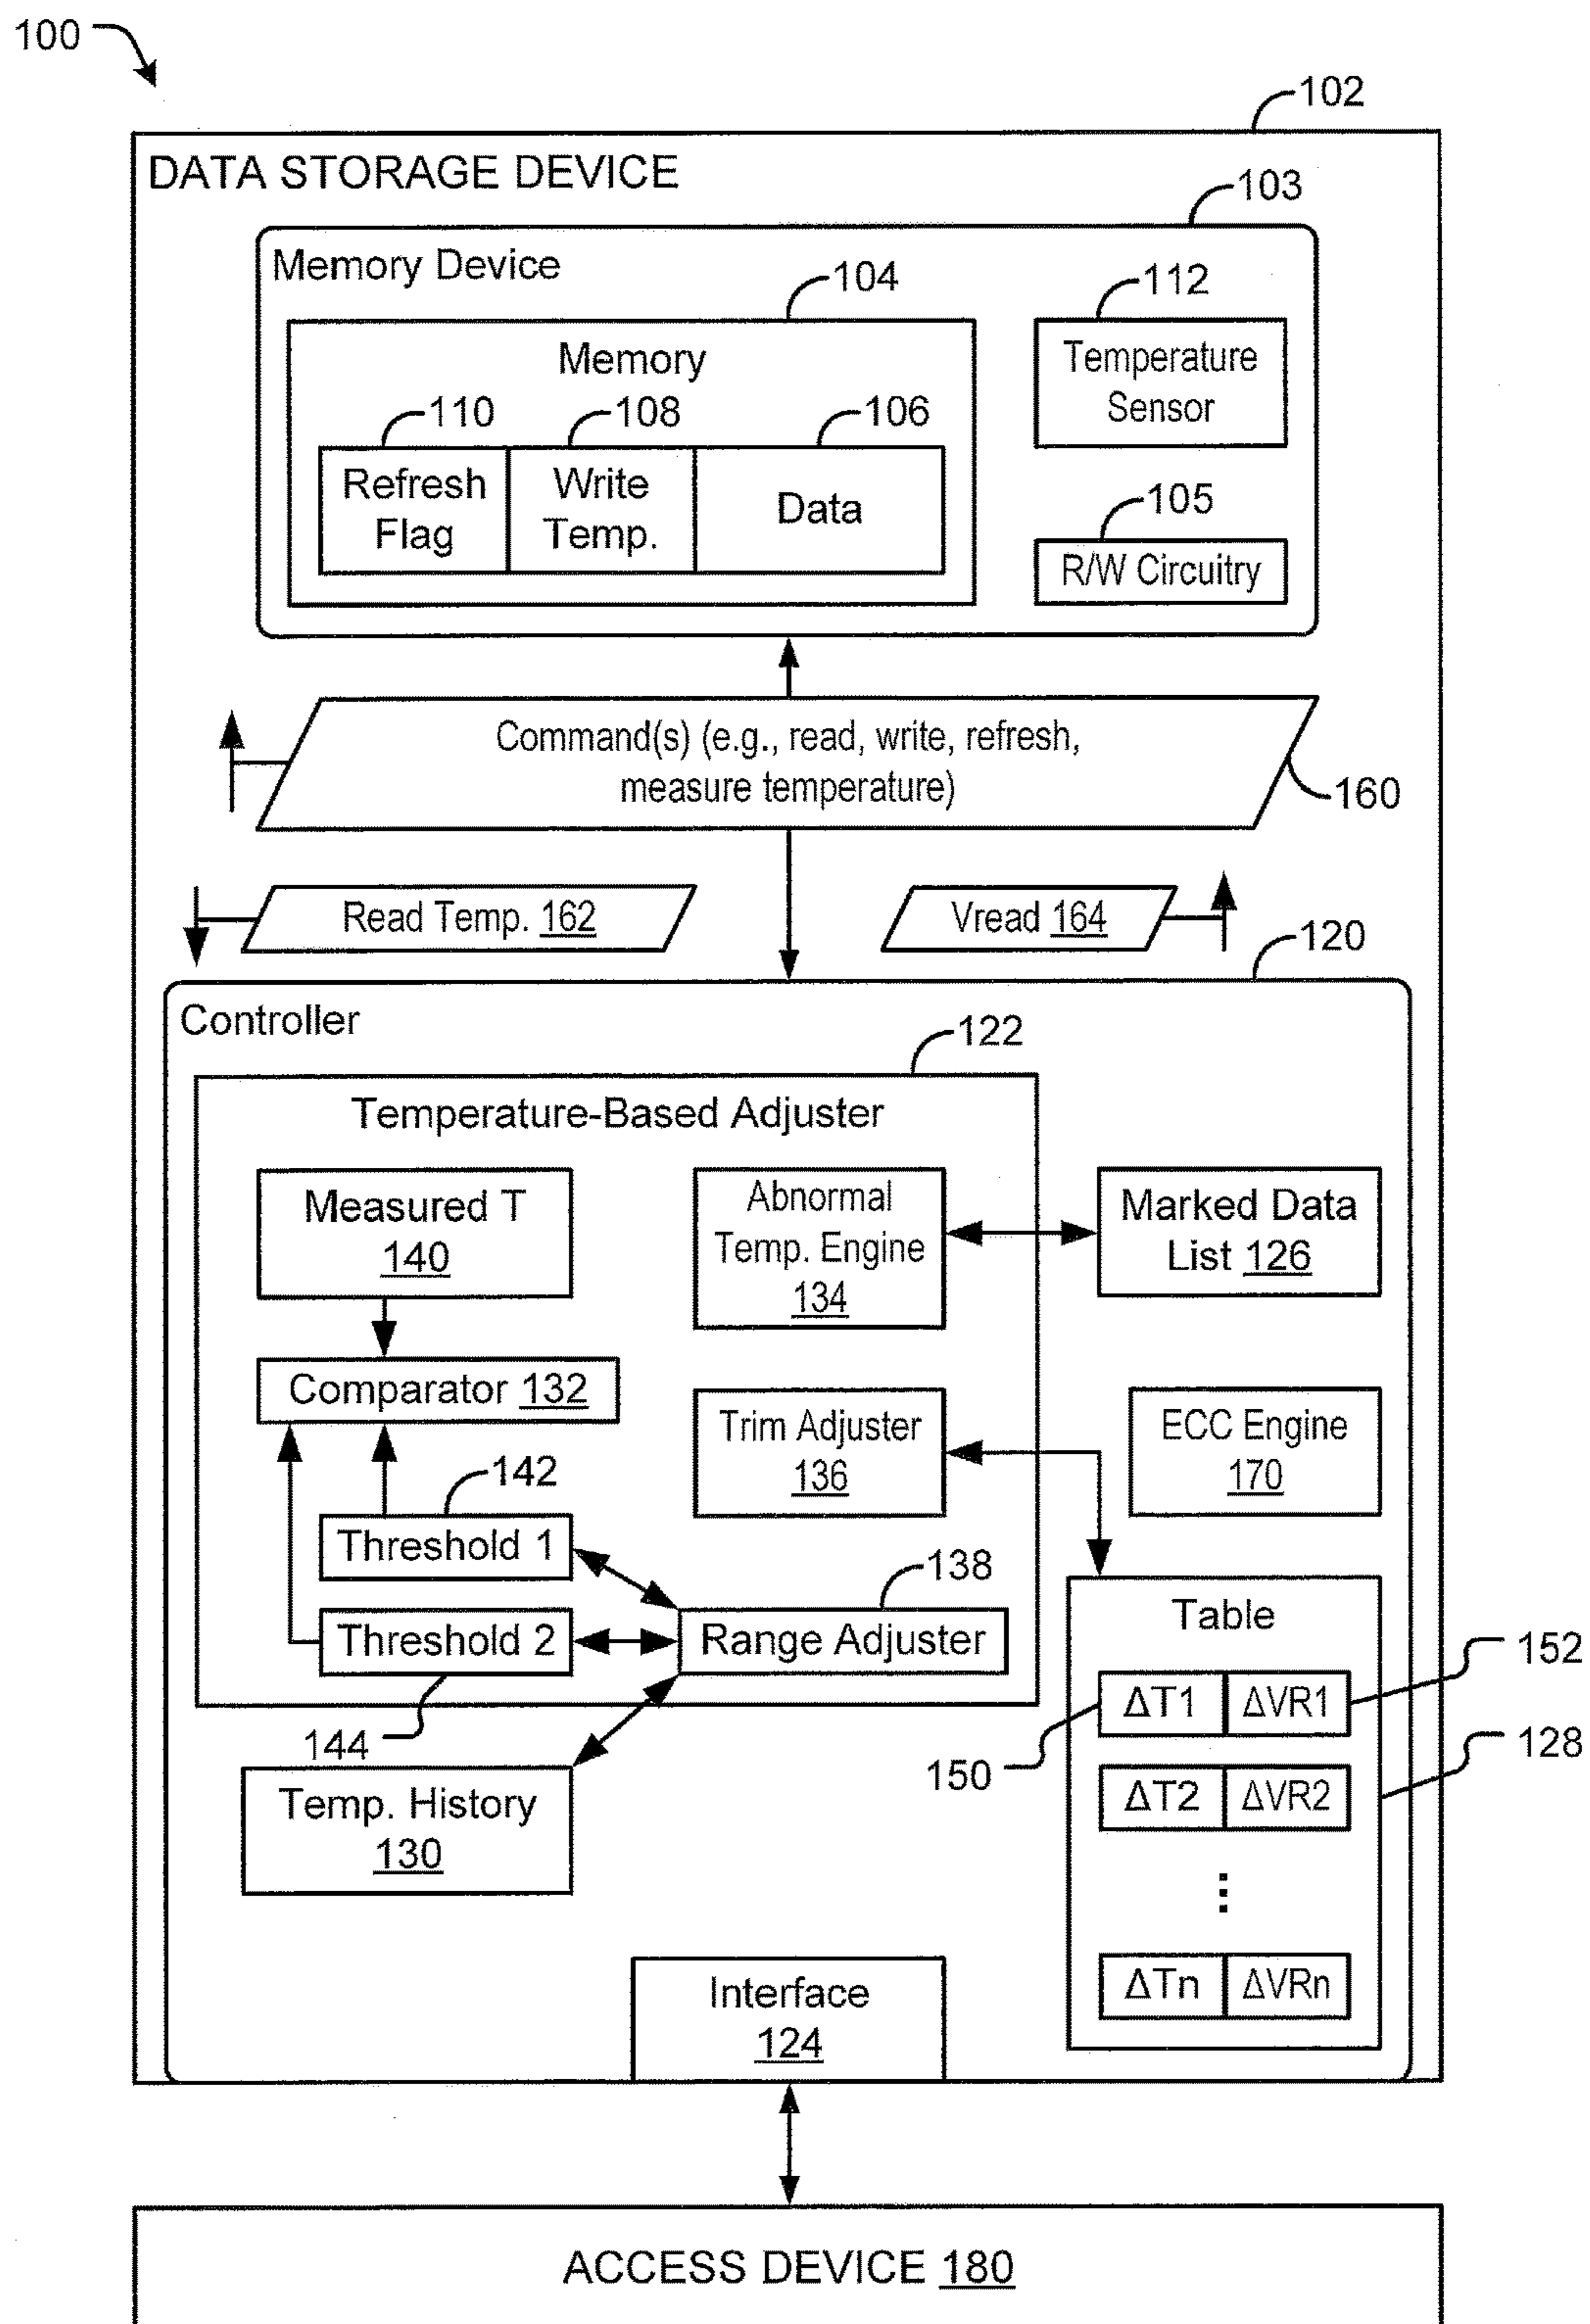 100
102
DATA STORAGE DEVICE
103
Memory Device
104
112
Memory
Temperature
Sensor
110
108
106
Refresh
Flag
Write
Temp.
Data
105
R/W Circuitry
Command(s) (e.g., read, write, refresh,
measure temperature)
160
Read Temp. 162
Vread 164
120
Controller
122
Temperature-Based Adjuster
Measured T
140
Abnormal
Temp. Engine
134
Marked Data
List 126
Comparator 132
Trim Adjuster
136
ECC Engine
170
142
Threshold 1
138
Threshold 2
Range Adjuster
Table
152
ΔT1
ΔVR1
144
150
128
ΔT2
ΔVR2
Temp. History
130
⋮
ΔTn
ΔVRn
Interface
124
ACCESS DEVICE 180